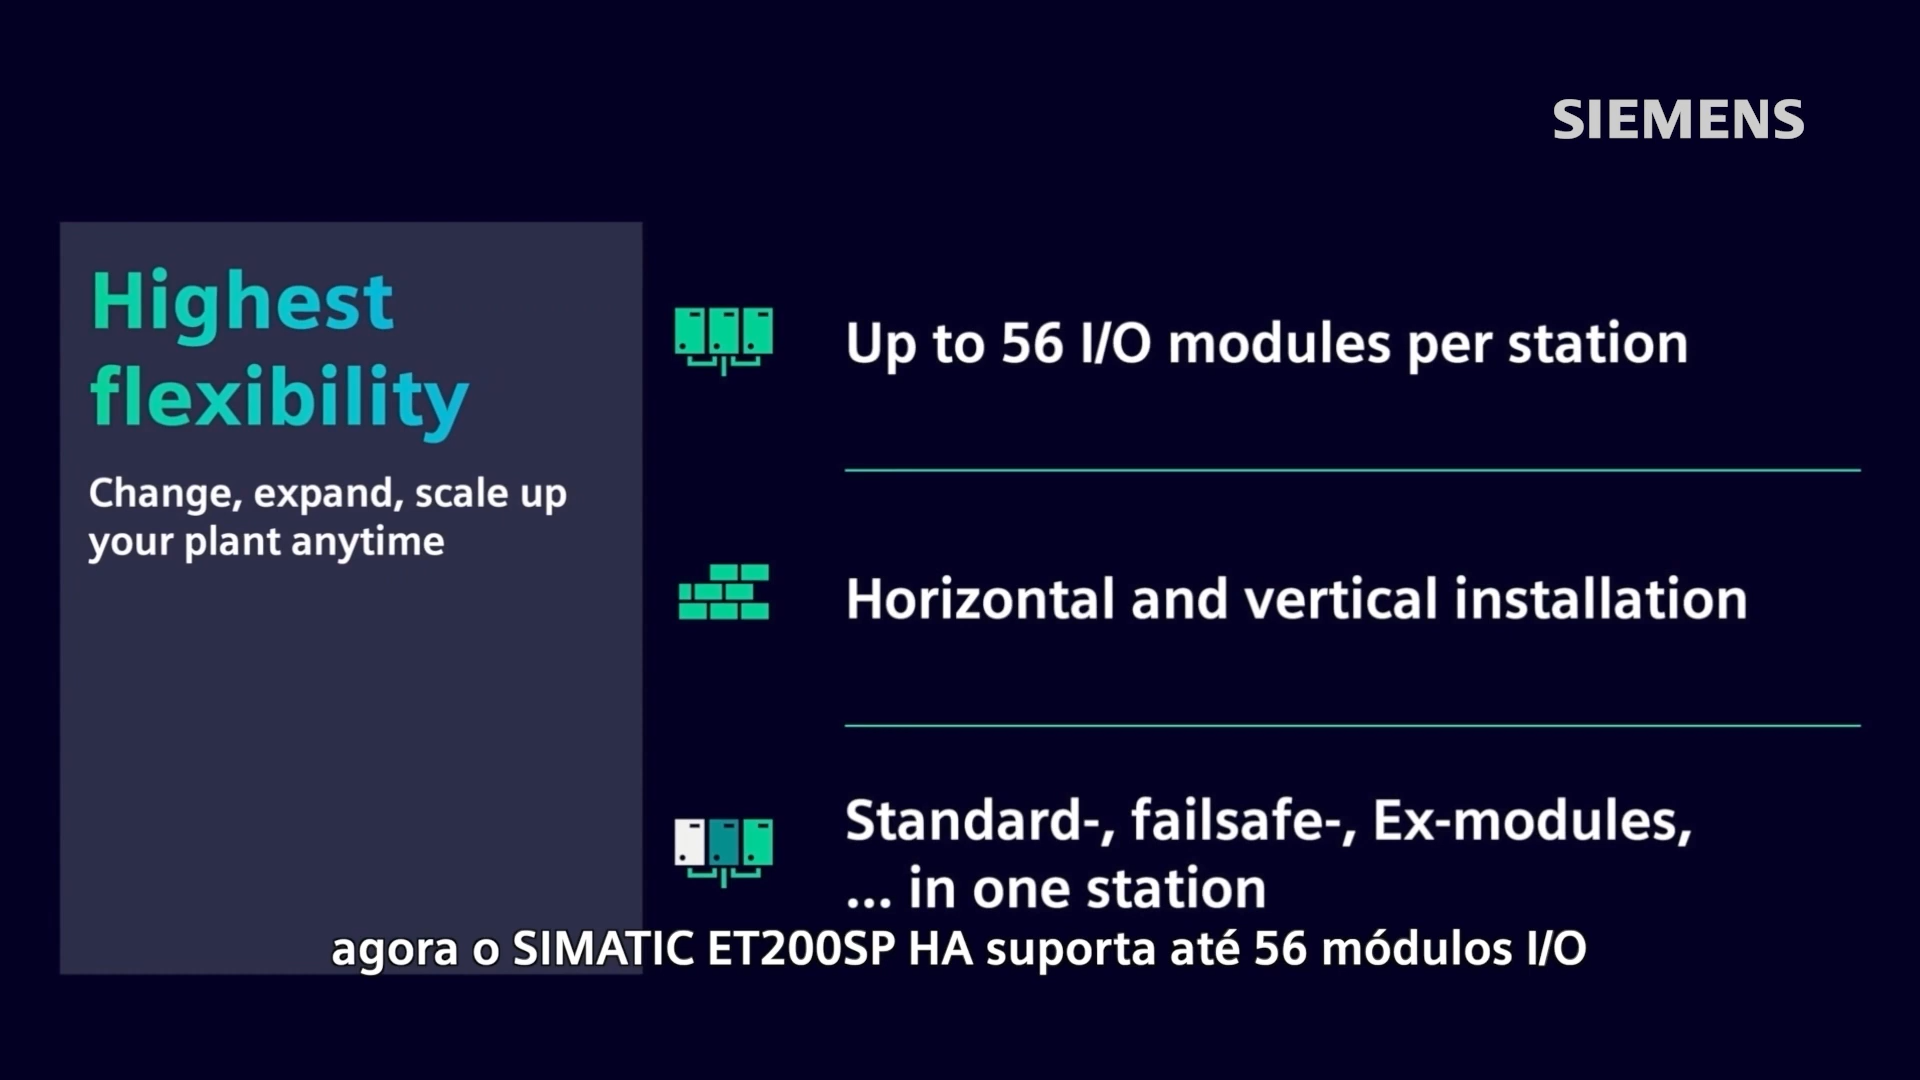 SIEMENS
Highest
flexibility
Change, expand, scale up
your plant anytime
Up to 56 I/O modules per station
Horizontal and vertical installation
Standard-, failsafe-, Ex-modules,
... in one station
agora o SIMATIC ET200SP HA suporta até 56 módulos I/O